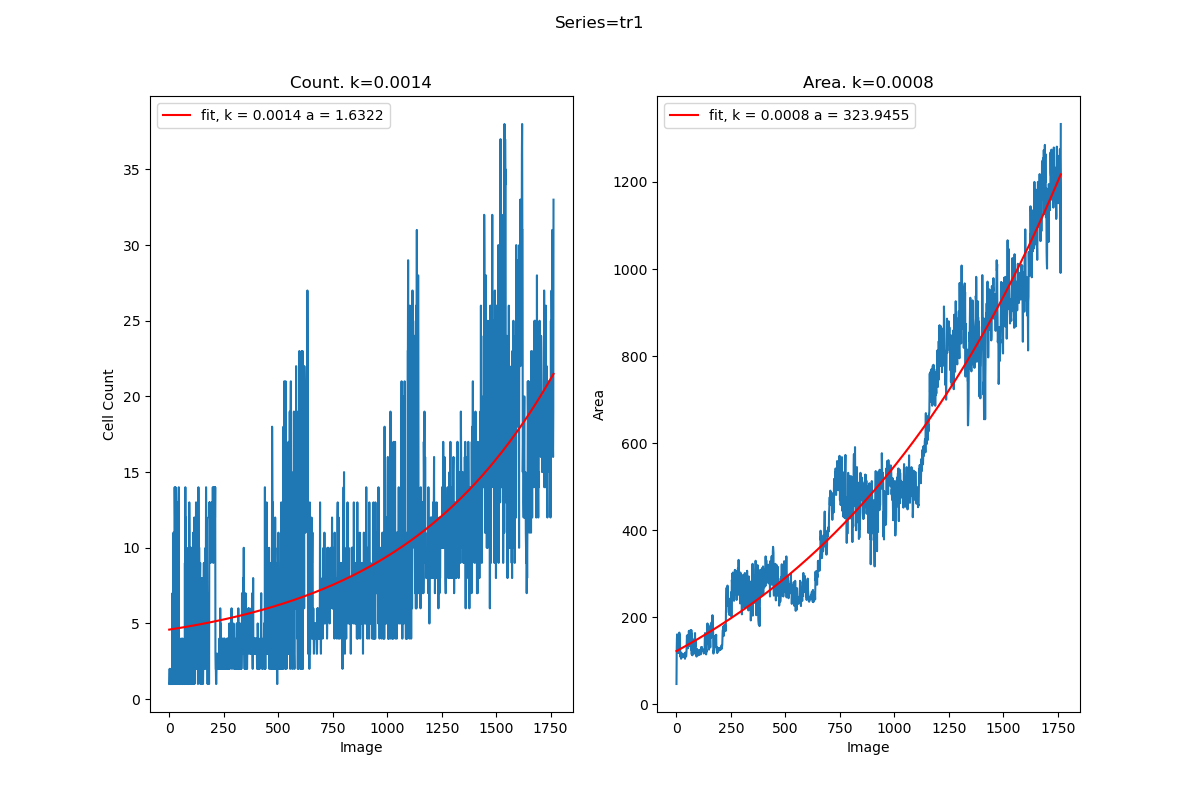 Series=tr1
Count. k=0.0014
fit, k = 0.0014 a = 1.6322
35
30
25
20
15
10
5
0
Cell Count
0 250 500 750 1000 1250 1500 1750
Image
Area. k=0.0008
fit, k = 0.0008 a = 323.9455
1200
1000
800
600
400
200
0
Area
0 250 500 750 1000 1250 1500 1750
Image